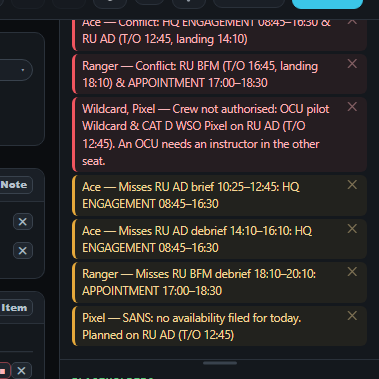 Ace — Conflict: HQ ENGAGEMENT 08:45–16:30 &
RU AD (T/O 12:45, landing 14:10)
Ranger — Conflict: RU BFM (T/O 16:45, landing
18:10) & APPOINTMENT 17:00–18:30
Wildcard, Pixel — Crew not authorised: OCU pilot
Wildcard & CAT D WSO Pixel on RU AD (T/O
12:45). An OCU needs an instructor in the other
seat.
Note
Ace — Misses RU AD brief 10:25–12:45: HQ
ENGAGEMENT 08:45–16:30
Ace — Misses RU AD debrief 14:10–16:10: HQ
ENGAGEMENT 08:45–16:30
Ranger — Misses RU BFM debrief 18:10–20:10:
APPOINTMENT 17:00–18:30
Item
Pixel — SANS: no availability filed for today.
Planned on RU AD (T/O 12:45)